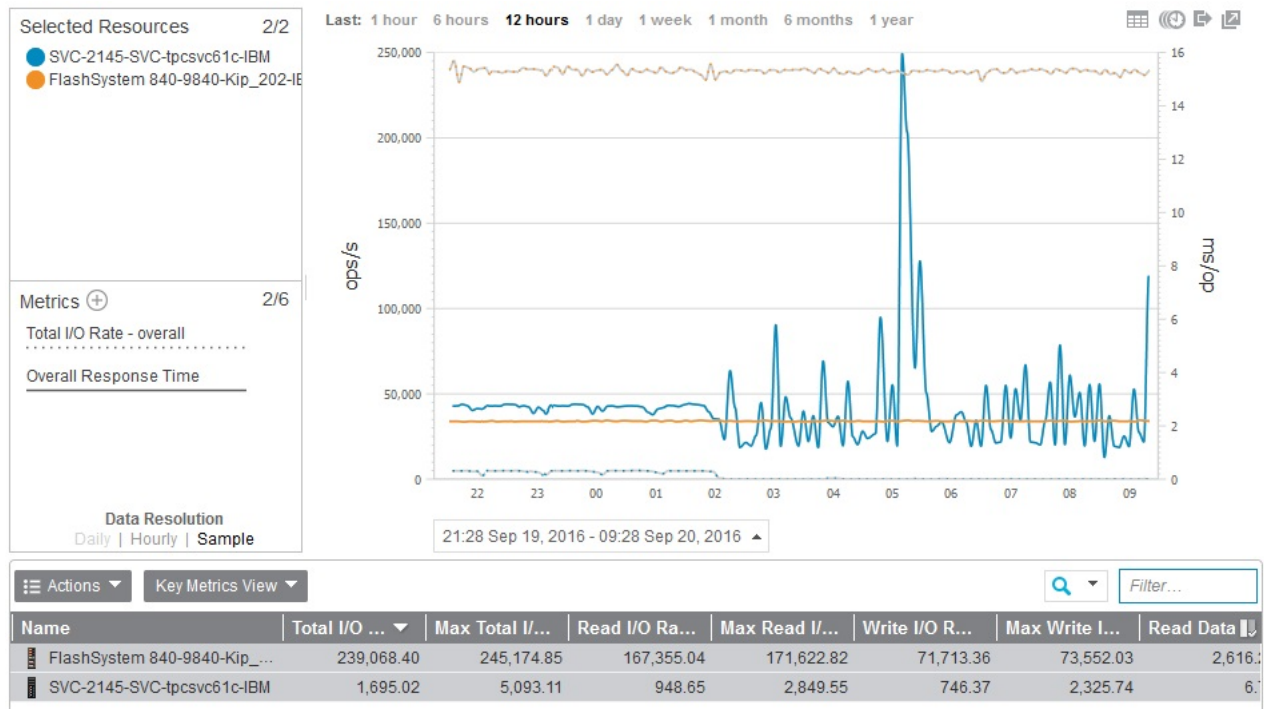 Selected Resources 2/2
SVC-2145-SVC-tpcsvc61c-IBM
FlashSystem 840-9840-Kip_202-IE
Metrics 2/6
Total I/O Rate - overall
Overall Response Time
Data Resolution
Daily | Hourly | Sample
Last: 1 hour 6 hours 12 hours 1 day 1 week 1 month 6 months 1 year
250,000
200,000
150,000
100,000
50,000
0
ops/s
16
14
12
10
8
6
4
2
0
ms/op
22 23 00 01 02 03 04 05 06 07 08 09
21:28 Sep 19, 2016 - 09:28 Sep 20, 2016
Actions Key Metrics View Filter...
Name Total I/O ... Max Total I/... Read I/O Ra... Max Read I/... Write I/O R... Max Write I... Read Data
FlashSystem 840-9840-Kip_... 239,068.40 245,174.85 167,355.04 171,622.82 71,713.36 73,552.03 2,616.
SVC-2145-SVC-tpcsvc61c-IBM 1,695.02 5,093.11 948.65 2,849.55 746.37 2,325.74 6.